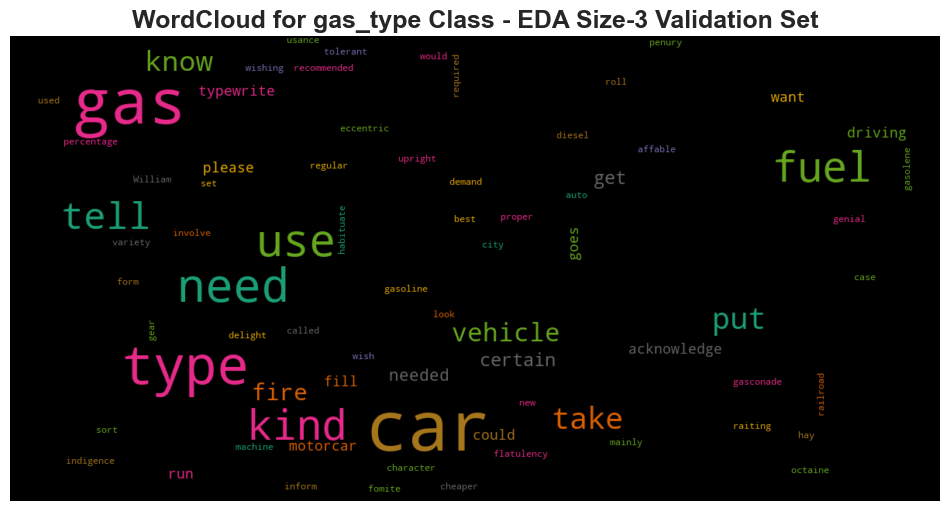 WordCloud for gas_type Class - EDA Size-3 Validation Set
usance
penury
tolerant
know
would
wishing
recommended
required
roll
gas
typewrite
used
want
eccentric
driving
diesel
percentage
affable
upright
fuel
gasolene
please
regular
William
set
demand
get
auto
tell
best
proper
genial
habituate
involve
variety
use
city
goes
case
form
need
gasoline
look
put
gear
delight
called
vehicle
acknowledge
wish
certain
type
needed
fill
gasconade
railroad
fire
new
kind
car
take
raiting
sort
could
hay
machine
motorcar
mainly
flatulency
indigence
character
run
octaine
inform
fomite
cheaper